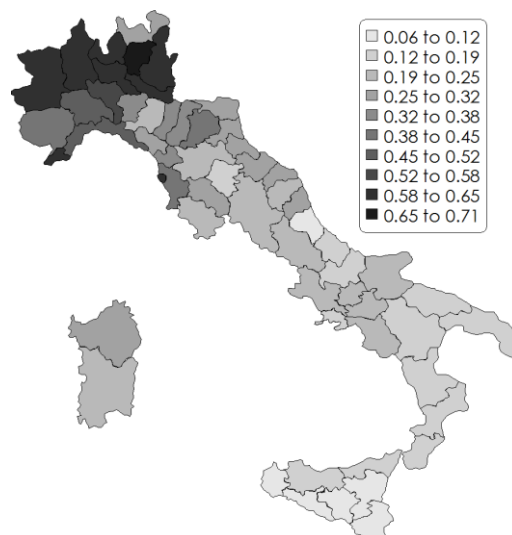 0.06 to 0.12
0.12 to 0.19
0.19 to 0.25
0.25 to 0.32
0.32 to 0.38
0.38 to 0.45
0.45 to 0.52
0.52 to 0.58
0.58 to 0.65
0.65 to 0.71